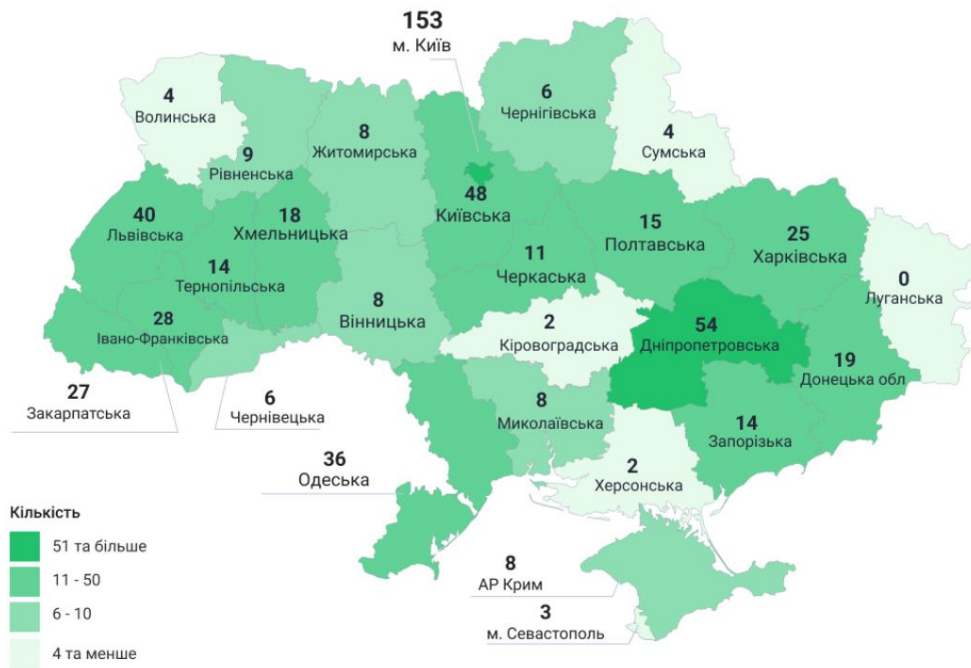 153
м. Київ
4
Волинська
9
Рівненська
8
Житомирська
6
Чернігівська
4
Сумська
40
Львівська
18
Хмельницька
14
Тернопільська
48
Київська
11
Черкаська
15
Полтавська
25
Харківська
0
Луганська
28
Івано-Франківська
8
Вінницька
2
Кіровоградська
54
Дніпропетровська
19
Донецька обл
27
Закарпатська
6
Чернівецька
8
Миколаївська
14
Запорізька
36
Одеська
2
Херсонська
8
АР Крим
3
м. Севастополь
Кількість
51 та більше
11 - 50
6 - 10
4 та менше